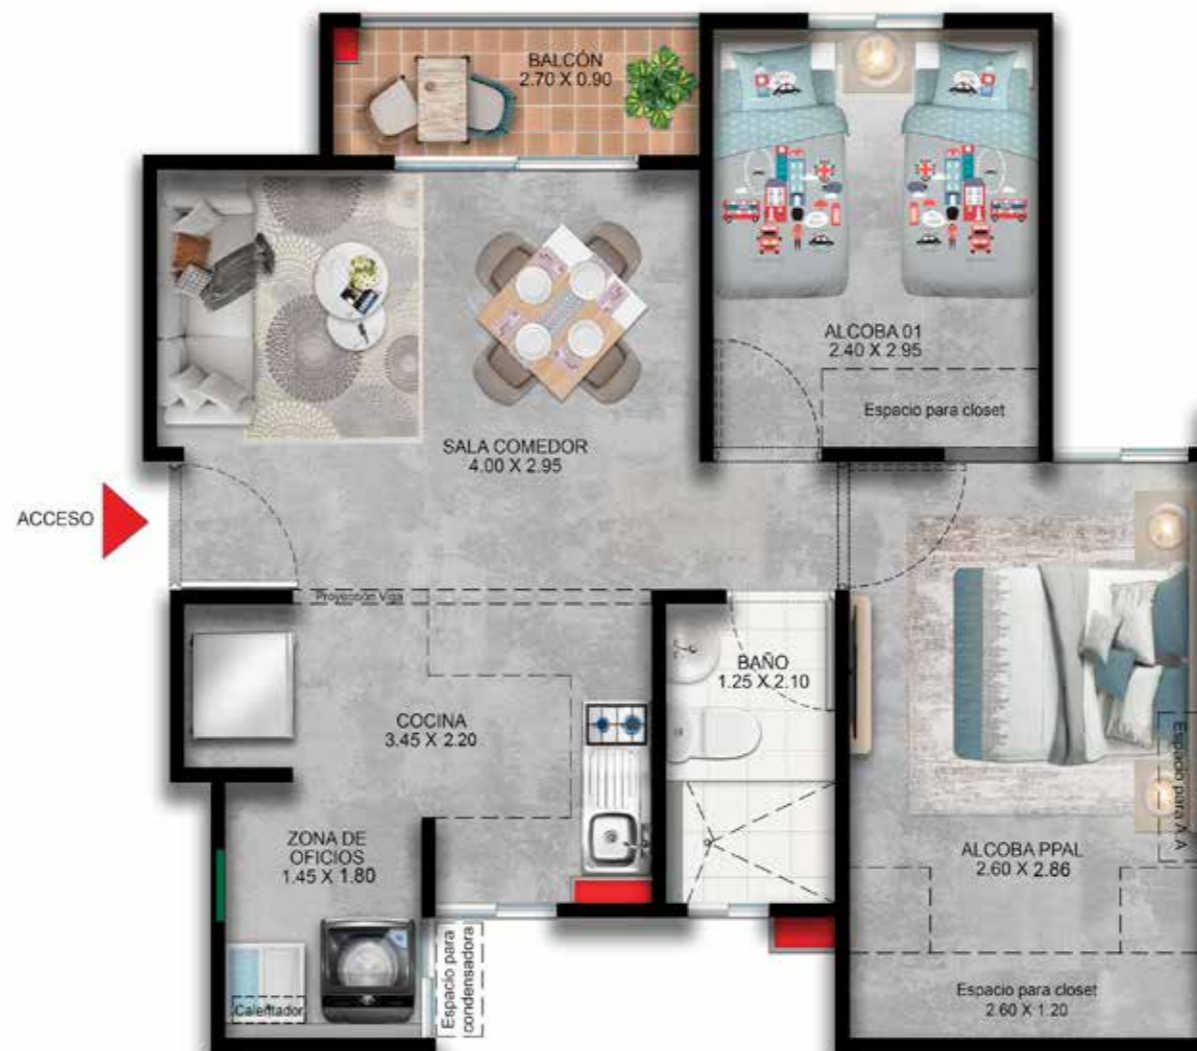 BALCÓN
2.70 X 0.90
ALCOBA 01
2.40 X 2.95
Espacio para closet
SALA COMEDOR
4.00 X 2.95
ACCESO
Proyección Viga
BAÑO
1.25 X 2.10
COCINA
3.45 X 2.20
Espacio para A.A
ZONA DE
OFICIOS
1.45 X 1.80
ALCOBA PPAL
2.60 X 2.86
Espacio para
condensadora
Calentador
Espacio para closet
2.60 X 1.20